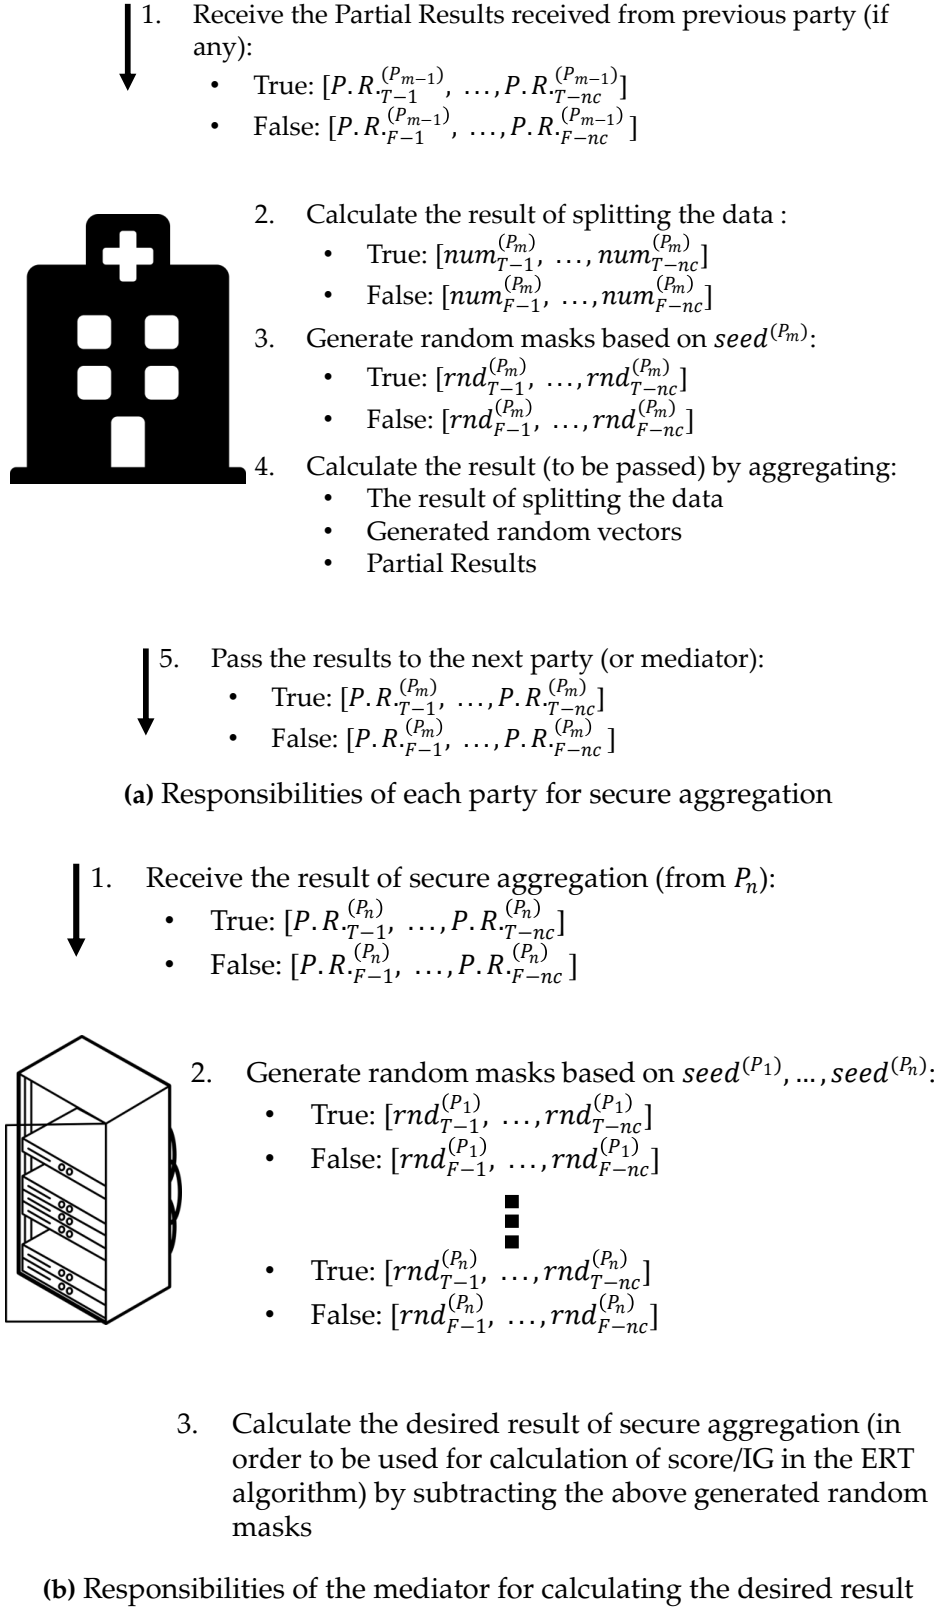 1. Receive the Partial Results received from previous party (if
any):
• True: [P.R.^{(P_{m-1})}_{T-1}, …, P.R.^{(P_{m-1})}_{T-nc}]
• False: [P.R.^{(P_{m-1})}_{F-1}, …, P.R.^{(P_{m-1})}_{F-nc}]
2. Calculate the result of splitting the data :
• True: [num^{(P_m)}_{T-1}, …, num^{(P_m)}_{T-nc}]
• False: [num^{(P_m)}_{F-1}, …, num^{(P_m)}_{F-nc}]
3. Generate random masks based on seed^{(P_m)}:
• True: [rnd^{(P_m)}_{T-1}, …, rnd^{(P_m)}_{T-nc}]
• False: [rnd^{(P_m)}_{F-1}, …, rnd^{(P_m)}_{F-nc}]
4. Calculate the result (to be passed) by aggregating:
• The result of splitting the data
• Generated random vectors
• Partial Results
5. Pass the results to the next party (or mediator):
• True: [P.R.^{(P_m)}_{T-1}, …, P.R.^{(P_m)}_{T-nc}]
• False: [P.R.^{(P_m)}_{F-1}, …, P.R.^{(P_m)}_{F-nc}]
(a) Responsibilities of each party for secure aggregation
1. Receive the result of secure aggregation (from P_n):
• True: [P.R.^{(P_n)}_{T-1}, …, P.R.^{(P_n)}_{T-nc}]
• False: [P.R.^{(P_n)}_{F-1}, …, P.R.^{(P_n)}_{F-nc}]
2. Generate random masks based on seed^{(P_1)}, …, seed^{(P_n)}:
• True: [rnd^{(P_1)}_{T-1}, …, rnd^{(P_1)}_{T-nc}]
• False: [rnd^{(P_1)}_{F-1}, …, rnd^{(P_1)}_{F-nc}]
• True: [rnd^{(P_n)}_{T-1}, …, rnd^{(P_n)}_{T-nc}]
• False: [rnd^{(P_n)}_{F-1}, …, rnd^{(P_n)}_{F-nc}]
3. Calculate the desired result of secure aggregation (in
order to be used for calculation of score/IG in the ERT
algorithm) by subtracting the above generated random
masks
(b) Responsibilities of the mediator for calculating the desired result